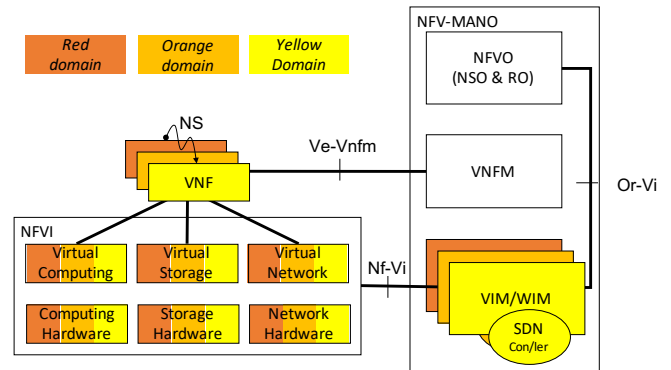 NFV-MANO
Red
domain
Orange
domain
Yellow
Domain
NFVO
(NSO & RO)
NS
Ve-Vnfm
VNF
VNFM
Or-Vi
NFVI
Virtual
Computing
Virtual
Storage
Virtual
Network
Nf-Vi
VIM/WIM
Computing
Hardware
Storage
Hardware
Network
Hardware
SDN
Con/ler